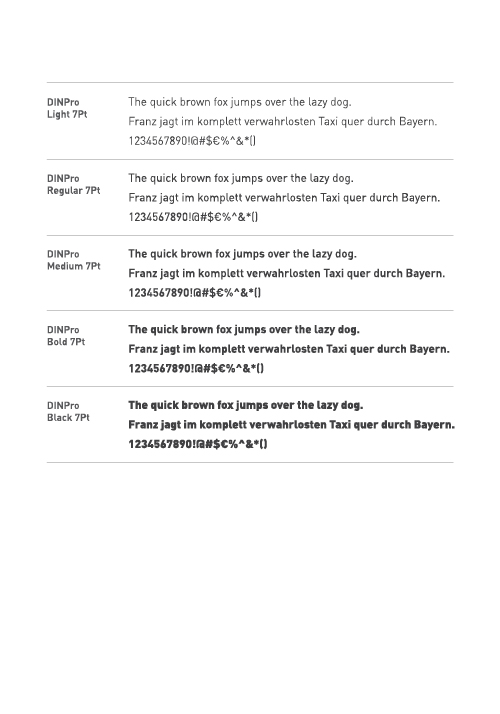 DINPro
Light 7Pt
The quick brown fox jumps over the lazy dog.
Franz jagt im komplett verwahrlosten Taxi quer durch Bayern.
1234567890!@#$€%^&*()
DINPro
Regular 7Pt
The quick brown fox jumps over the lazy dog.
Franz jagt im komplett verwahrlosten Taxi quer durch Bayern.
1234567890!@#$€%^&*()
DINPro
Medium 7Pt
The quick brown fox jumps over the lazy dog.
Franz jagt im komplett verwahrlosten Taxi quer durch Bayern.
1234567890!@#$€%^&*()
DINPro
Bold 7Pt
The quick brown fox jumps over the lazy dog.
Franz jagt im komplett verwahrlosten Taxi quer durch Bayern.
1234567890!@#$€%^&*()
DINPro
Black 7Pt
The quick brown fox jumps over the lazy dog.
Franz jagt im komplett verwahrlosten Taxi quer durch Bayern.
1234567890!@#$€%^&*()